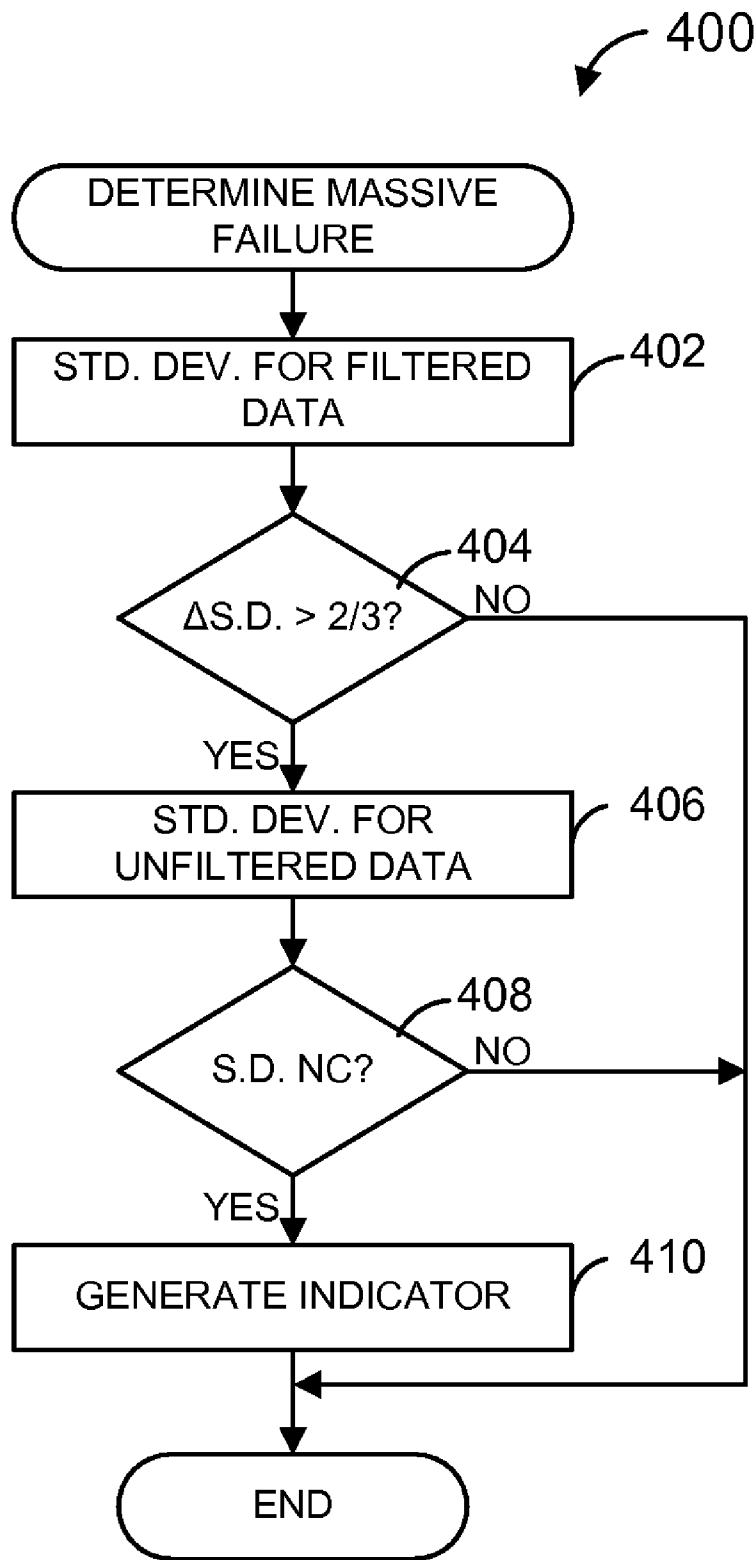 400
DETERMINE MASSIVE
FAILURE
STD. DEV. FOR FILTERED
DATA
402
404
ΔS.D. > 2/3?
NO
YES
STD. DEV. FOR
UNFILTERED DATA
406
408
S.D. NC?
NO
YES
GENERATE INDICATOR
410
END